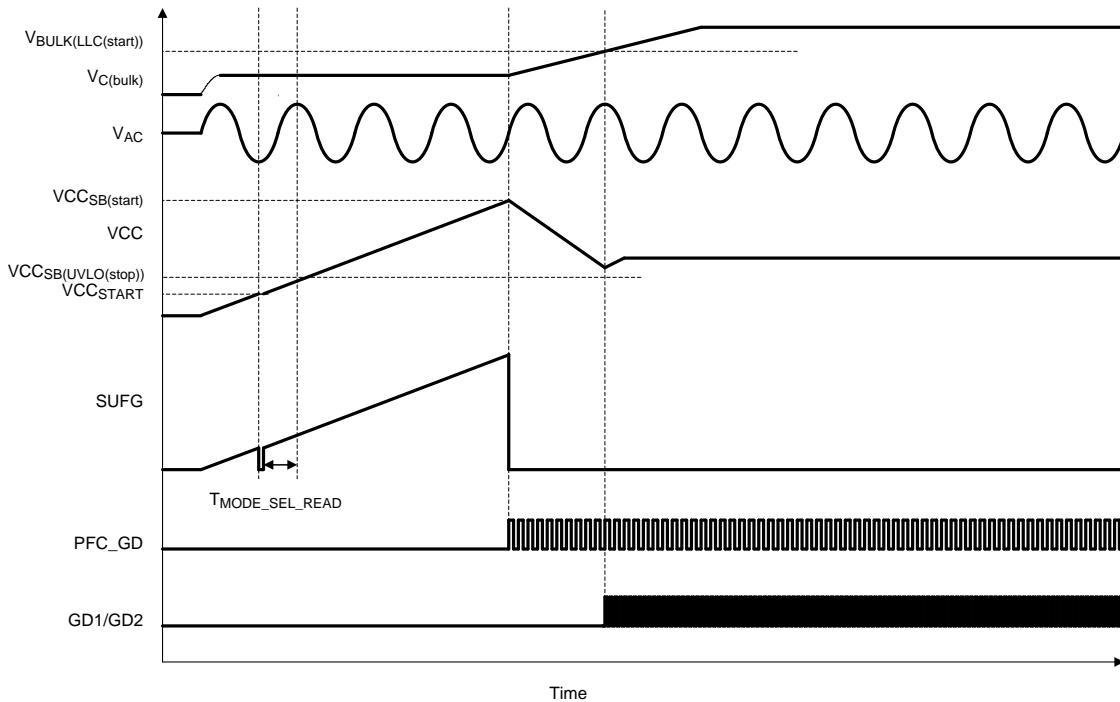 VBULK(LLC(start))
VC(bulk)
VAC
VCCSB(start)
VCC
VCCSB(UVLO(stop))
VCCSTART
SUFG
TMODE_SEL_READ
PFC_GD
GD1/GD2
Time